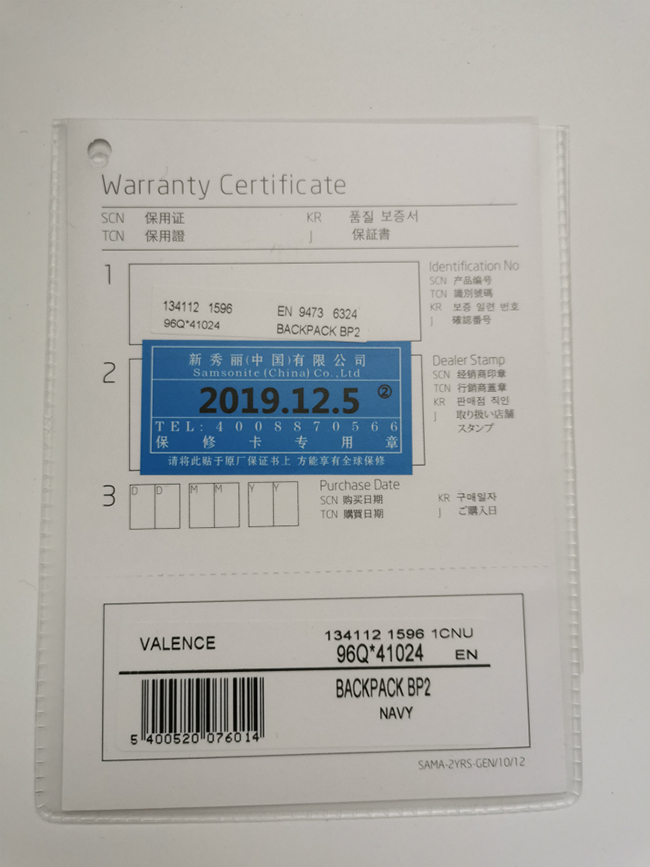 Warranty Certificate
SCN 保用证 KR 품질 보증서
TCN 保用證 J 保証書
1
Identification No
SCN 产品编号
TCN 識別號碼
KR 보증 일련 번호
J 確認番号
134112 1596 EN 9473 6324
96Q*41024 BACKPACK BP2
2
新秀丽(中国)有限公司
Samsonite (China) Co.,Ltd
2019.12.5 ②
TEL: 4008870566
保修卡专用章
请将此贴于原厂保证书上 方能享有全球保修
Dealer Stamp
SCN 经销商印章
TCN 行銷商蓋章
KR 판매점 직인
J 取り扱い店舗
スタンプ
3
D D M M Y Y
Purchase Date
SCN 购买日期 KR 구매일자
TCN 購買日期 J ご購入日
VALENCE 134112 1596 1CNU
96Q*41024 EN
BACKPACK BP2
NAVY
5 400520 076014
SAMA-2YRS-GEN/10/12